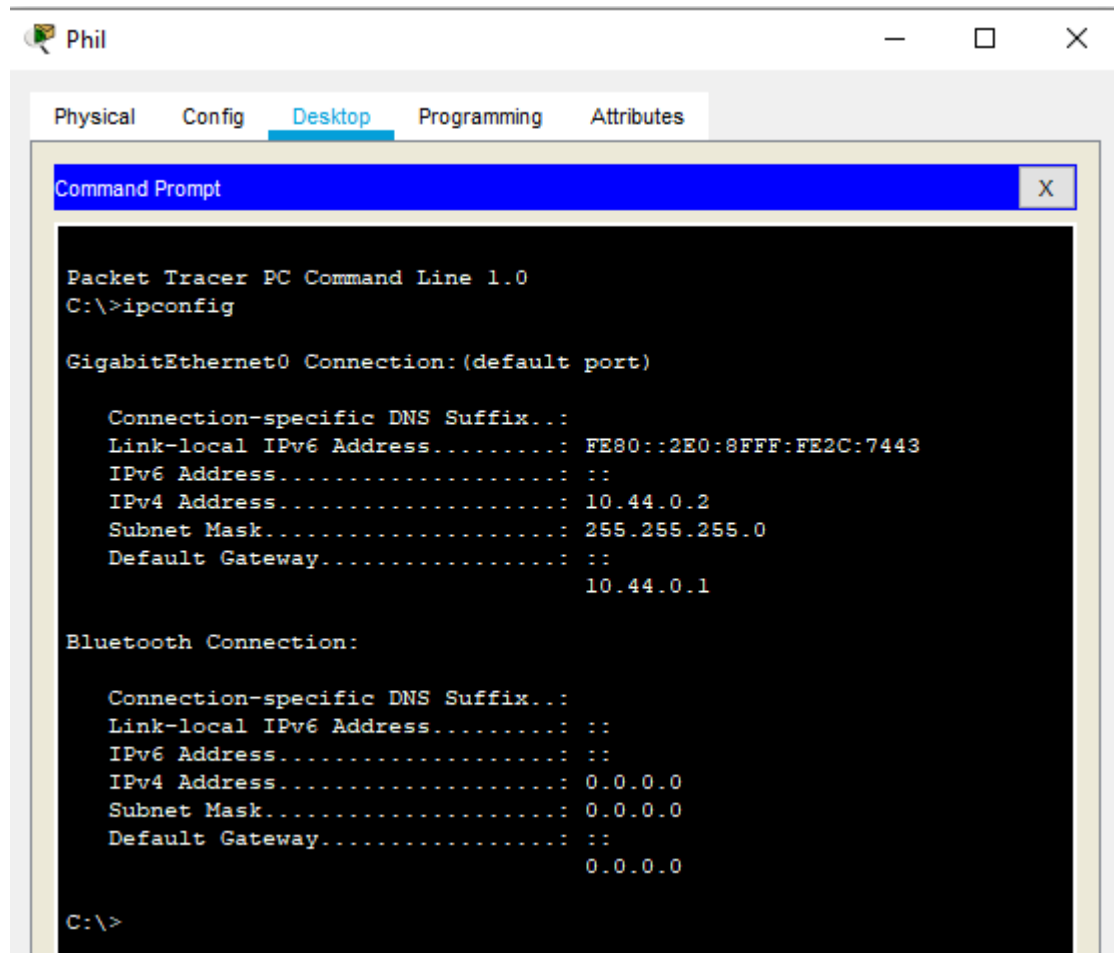 Phil
Physical Config Desktop Programming Attributes
Command Prompt X
Packet Tracer PC Command Line 1.0
C:\>ipconfig
GigabitEthernet0 Connection:(default port)
Connection-specific DNS Suffix..:
Link-local IPv6 Address.........: FE80::2E0:8FFF:FE2C:7443
IPv6 Address....................: ::
IPv4 Address....................: 10.44.0.2
Subnet Mask.....................: 255.255.255.0
Default Gateway.................: ::
10.44.0.1
Bluetooth Connection:
Connection-specific DNS Suffix..:
Link-local IPv6 Address.........: ::
IPv6 Address....................: ::
IPv4 Address....................: 0.0.0.0
Subnet Mask.....................: 0.0.0.0
Default Gateway.................: ::
0.0.0.0
C:\>